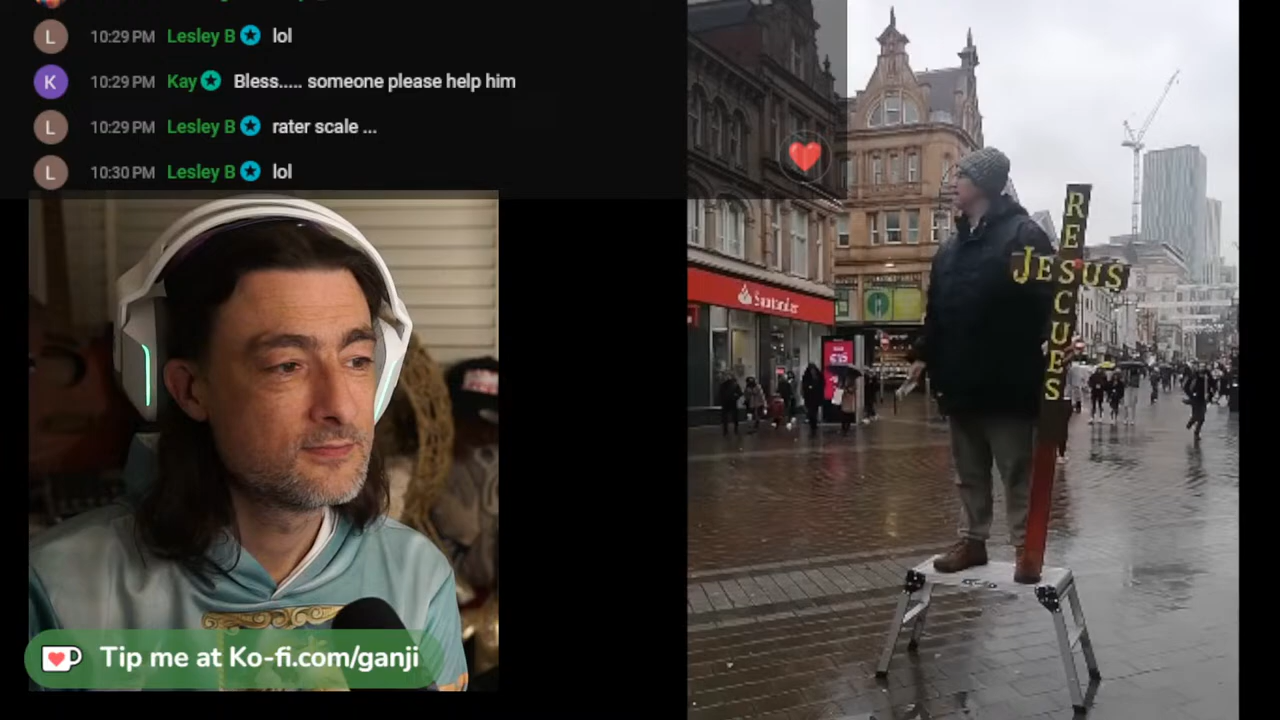 L 10:29 PM Lesley B lol
K 10:29 PM Kay Bless..... someone please help him
L 10:29 PM Lesley B rater scale ...
L 10:30 PM Lesley B lol
Santander
RESCUES
JESUS
Tip me at Ko-fi.com/ganji